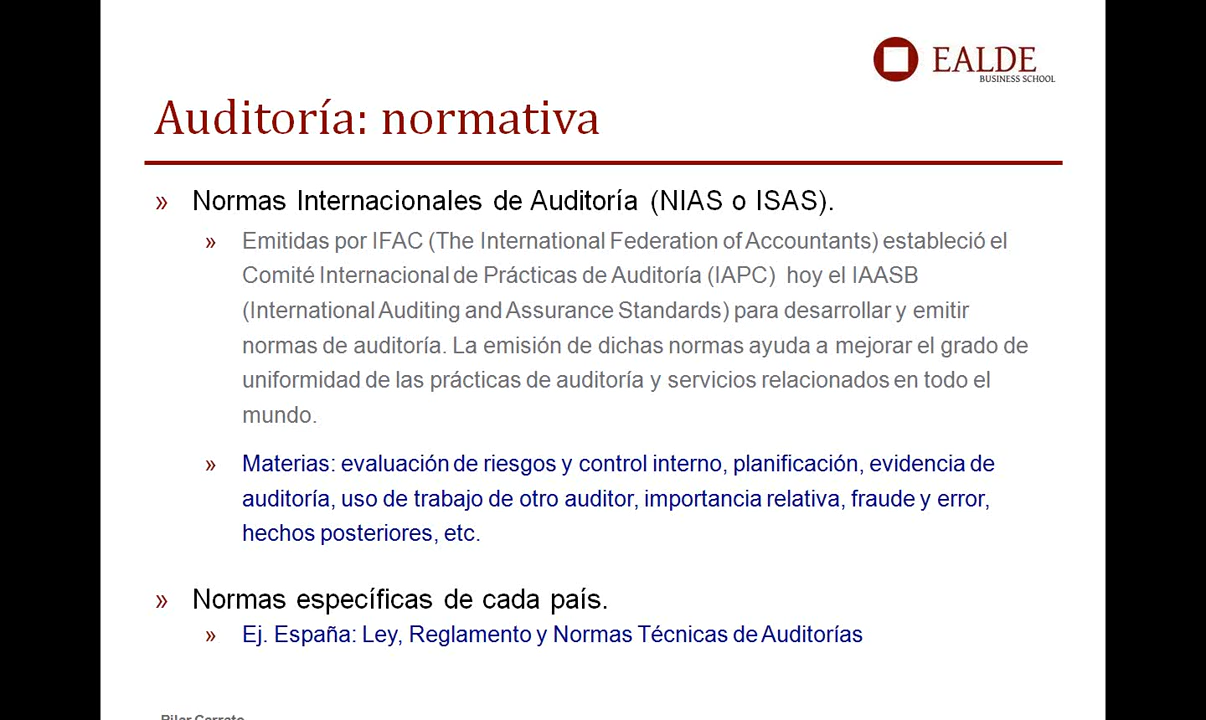 EALDE
BUSINESS SCHOOL
Auditoría: normativa
» Normas Internacionales de Auditoría (NIAS o ISAS).
» Emitidas por IFAC (The International Federation of Accountants) estableció el
Comité Internacional de Prácticas de Auditoría (IAPC) hoy el IAASB
(International Auditing and Assurance Standards) para desarrollar y emitir
normas de auditoría. La emisión de dichas normas ayuda a mejorar el grado de
uniformidad de las prácticas de auditoría y servicios relacionados en todo el
mundo.
» Materias: evaluación de riesgos y control interno, planificación, evidencia de
auditoría, uso de trabajo de otro auditor, importancia relativa, fraude y error,
hechos posteriores, etc.
» Normas específicas de cada país.
» Ej. España: Ley, Reglamento y Normas Técnicas de Auditorías